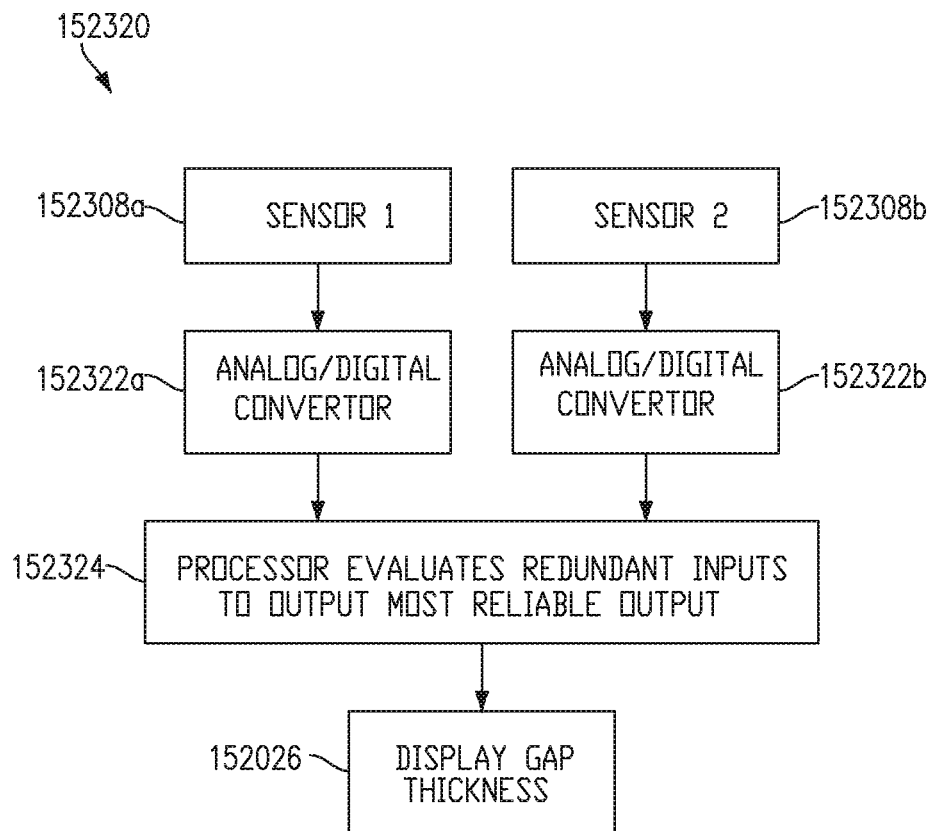 152320
152308a
SENSOR 1
SENSOR 2
152308b
152322a
ANALOG/DIGITAL
CONVERTOR
ANALOG/DIGITAL
CONVERTOR
152322b
152324
PROCESSOR EVALUATES REDUNDANT INPUTS
TO OUTPUT MOST RELIABLE OUTPUT
152026
DISPLAY GAP
THICKNESS